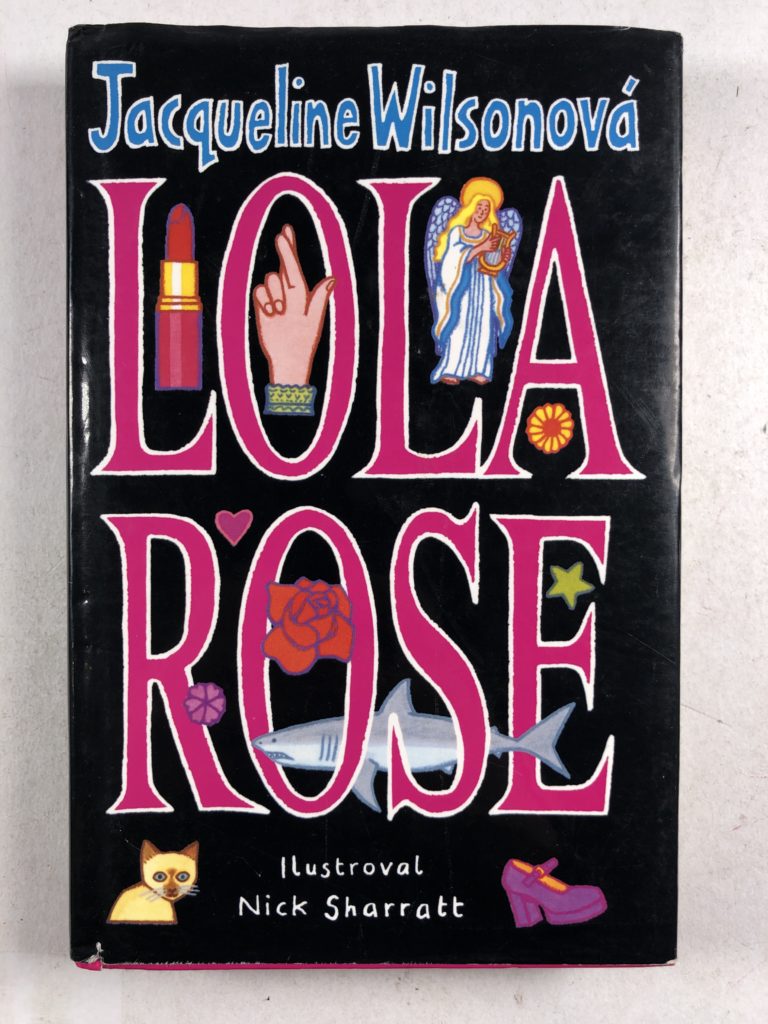 Jacqueline Wilsonová
LOLA
ROSE
Ilustroval
Nick Sharratt